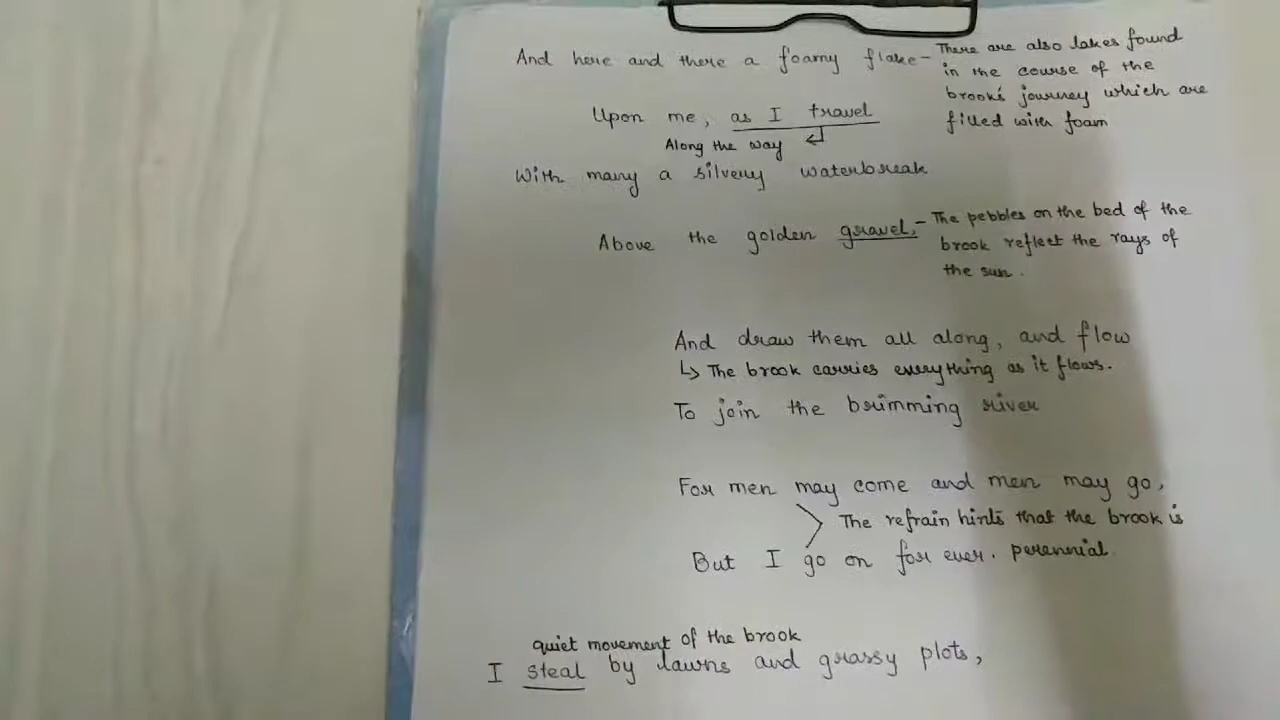 And here and there a foamy flake - There are also lakes found
in the course of the
brook's journey which are
filled with foam
Upon me, as I travel
Along the way
With many a silvery waterbreak
Above the golden gravel, - The pebbles on the bed of the
brook reflect the rays of
the sun.
And draw them all along, and flow
↳ The brook carries everything as it flows.
To join the brimming river
For men may come and men may go,
The refrain hints that the brook is
perennial
But I go on for ever.
quiet movement of the brook
I steal by lawns and grassy plots,